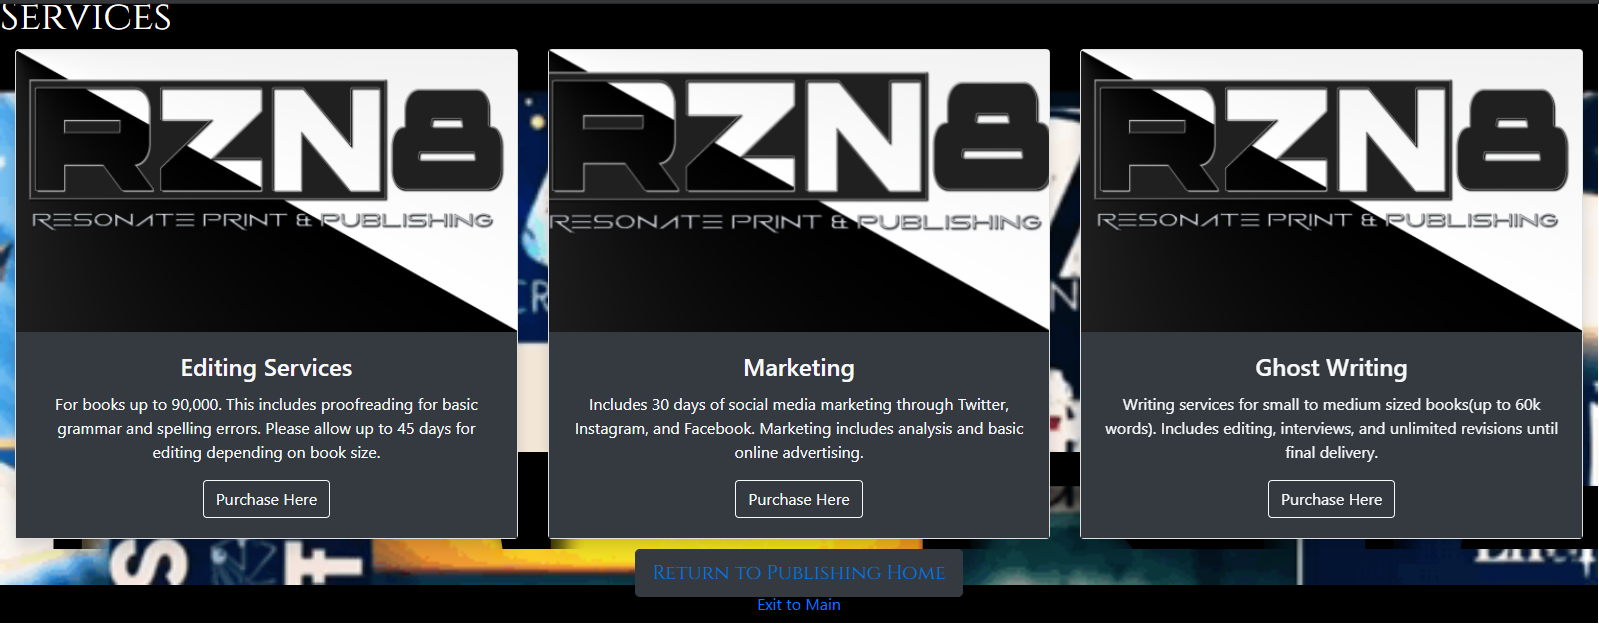 Services
RZN8
RESONATE PRINT & PUBLISHING
RZN8
RESONATE PRINT & PUBLISHING
RZN8
RESONATE PRINT & PUBLISHING
Editing Services
For books up to 90,000. This includes proofreading for basic
grammar and spelling errors. Please allow up to 45 days for
editing depending on book size.
Purchase Here
Marketing
Includes 30 days of social media marketing through Twitter,
Instagram, and Facebook. Marketing includes analysis and basic
online advertising.
Purchase Here
Ghost Writing
Writing services for small to medium sized books(up to 60k
words). Includes editing, interviews, and unlimited revisions until
final delivery.
Purchase Here
Return to Publishing Home
Exit to Main